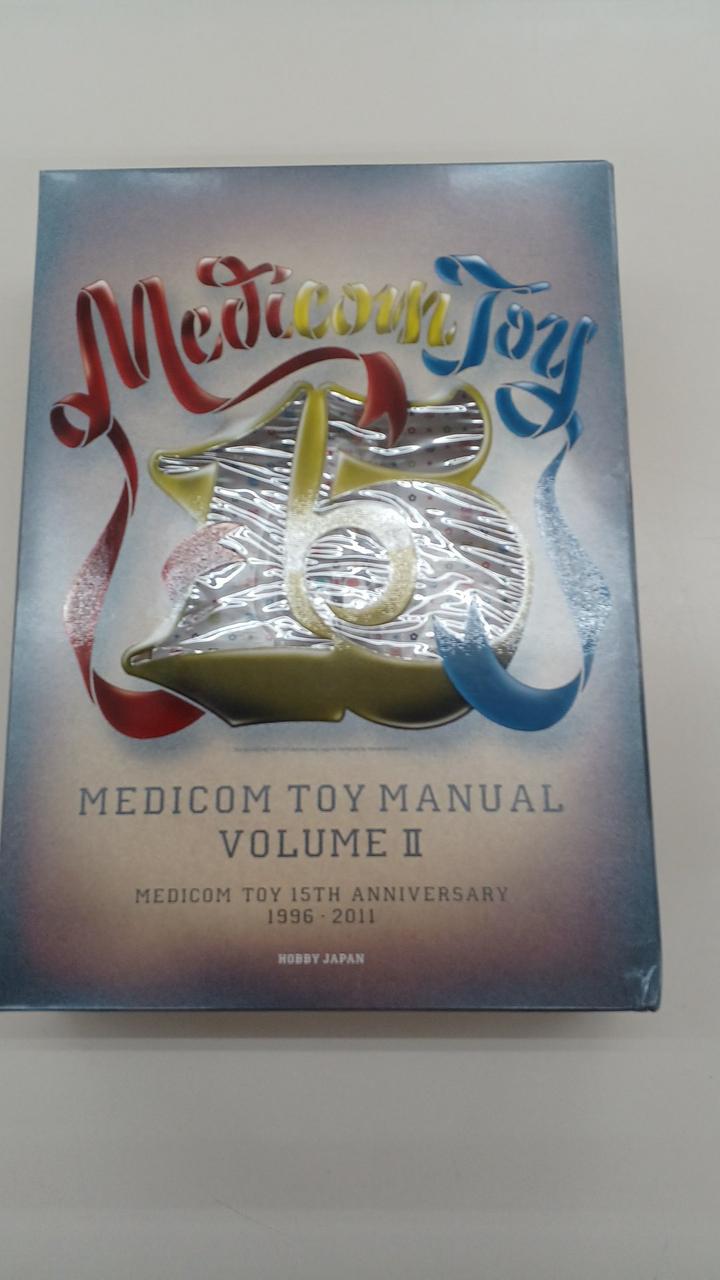 Medicom Toy
15
MEDICOM TOY MANUAL
VOLUME II
MEDICOM TOY 15TH ANNIVERSARY
1996 - 2011
HOBBY JAPAN